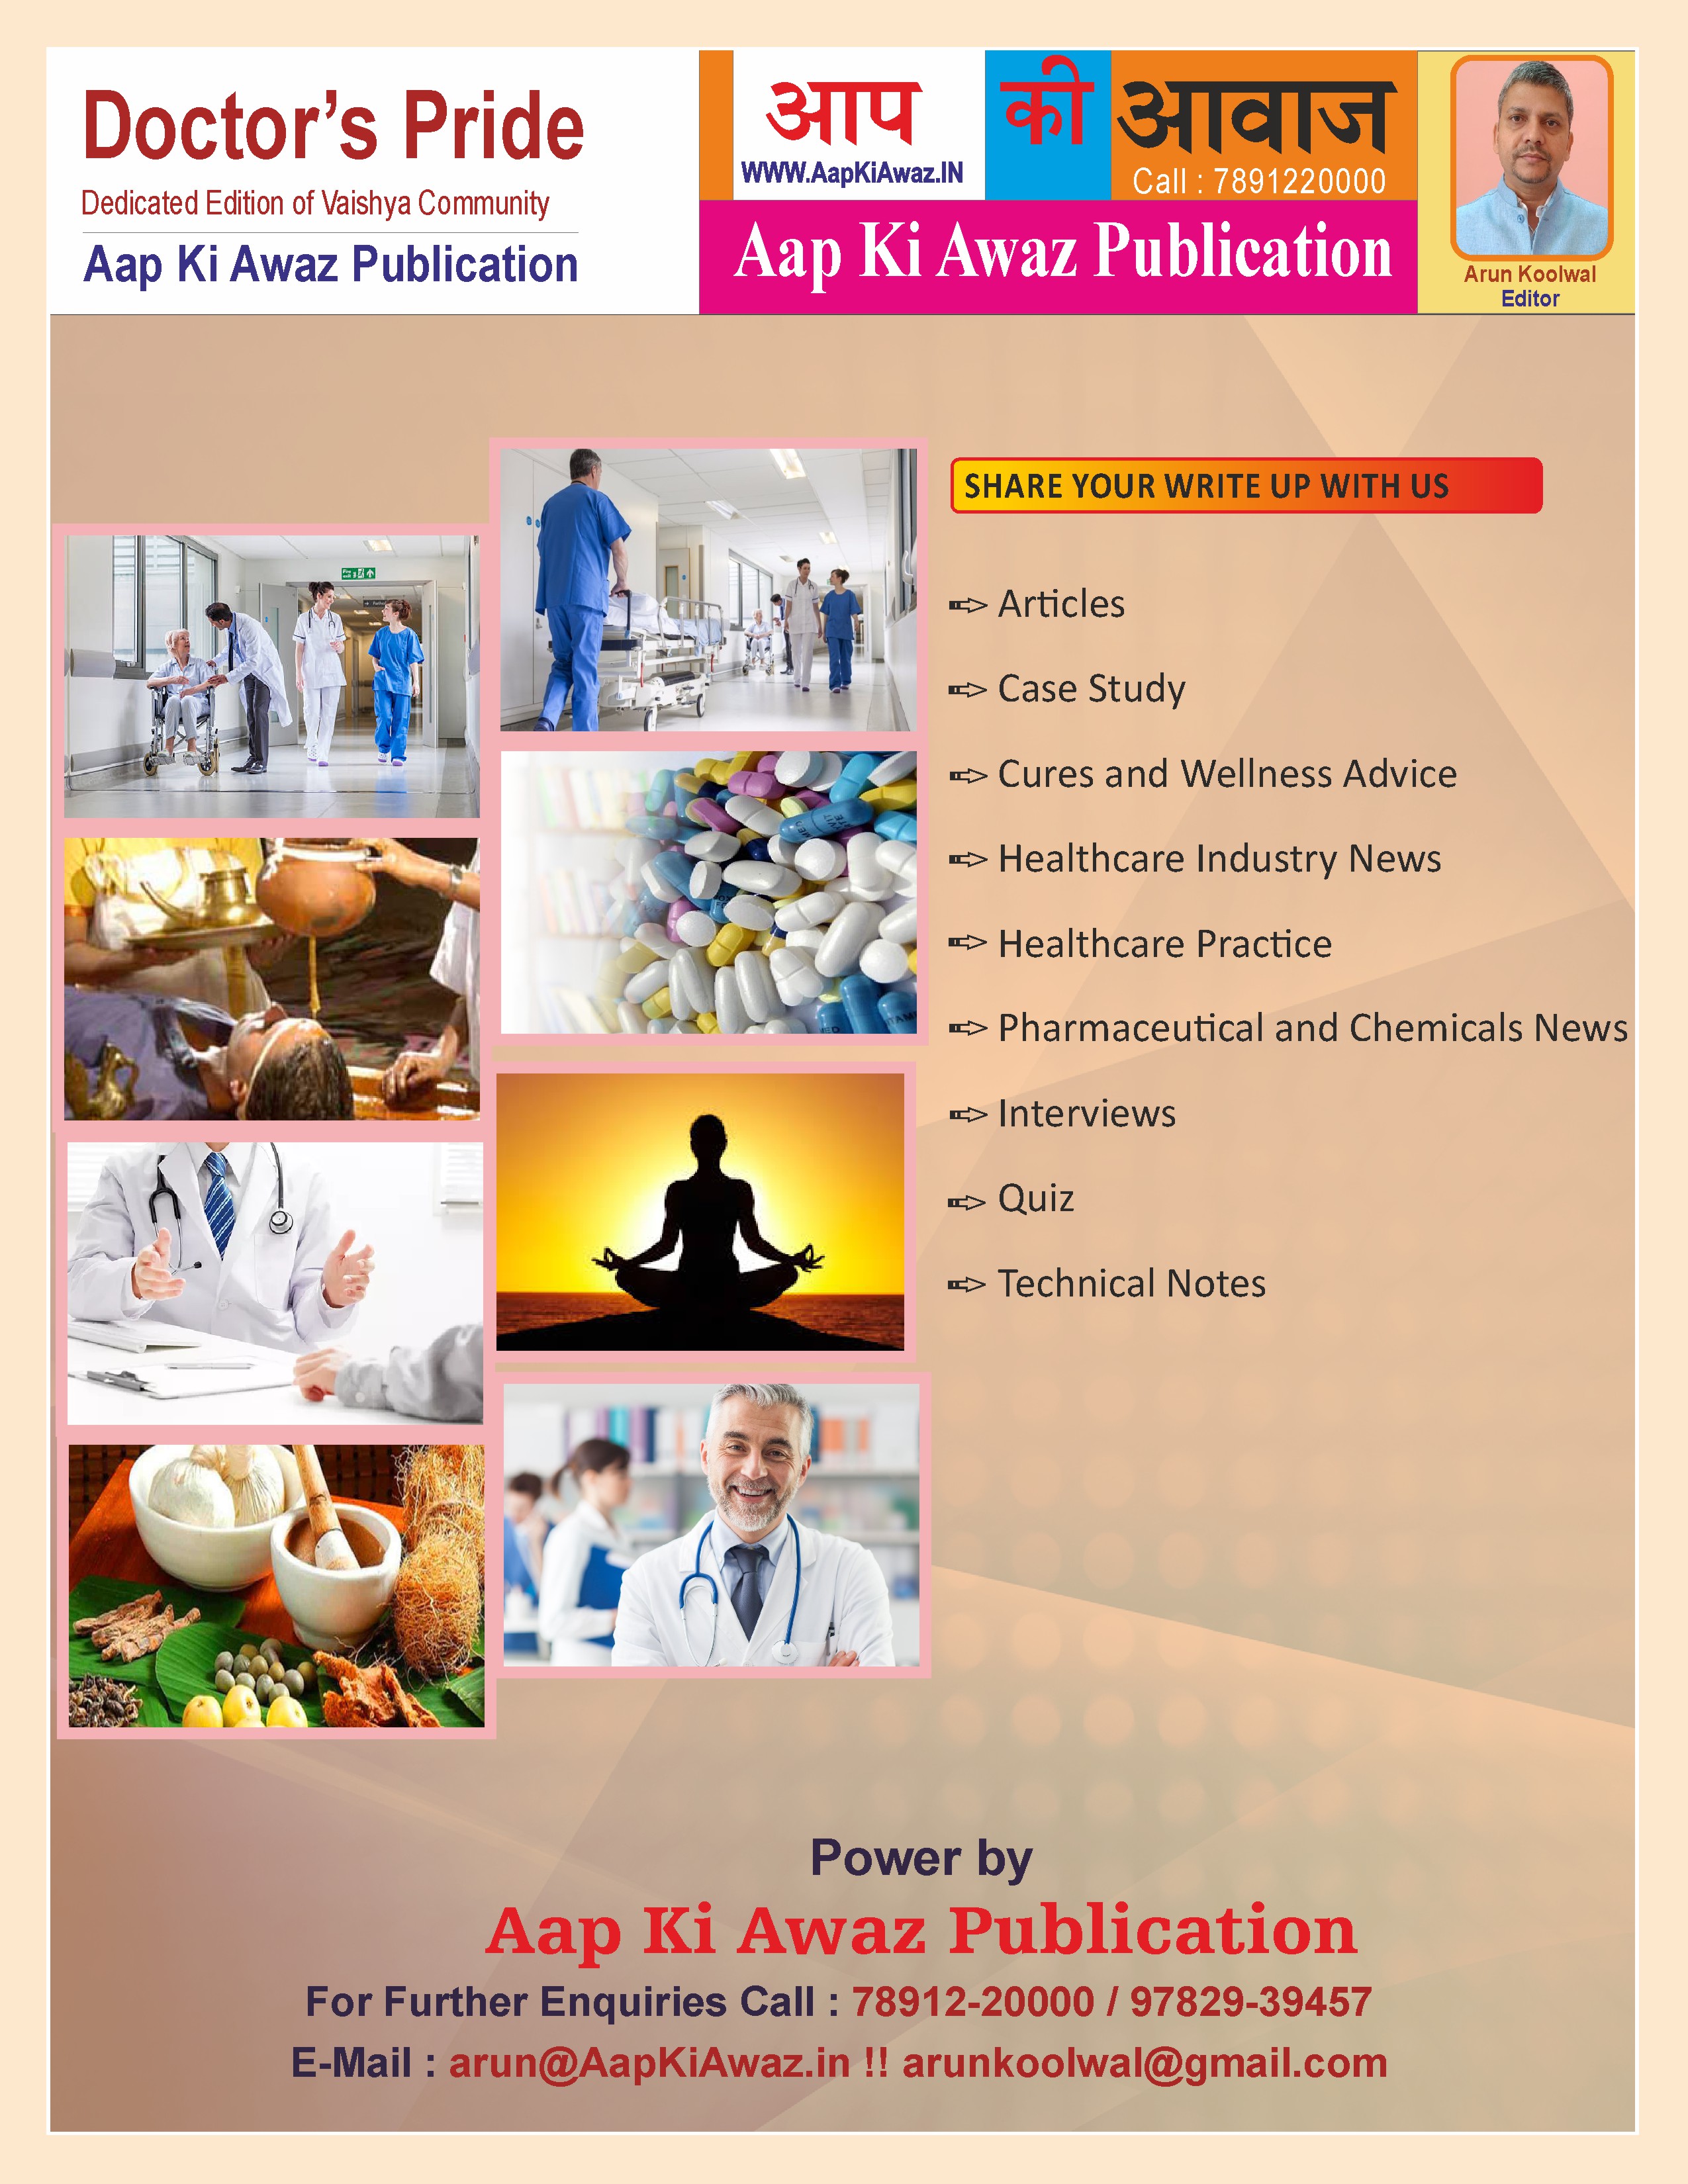 Doctor’s Pride
Dedicated Edition of Vaishya Community
Aap Ki Awaz Publication
आप की आवाज
WWW.AapKiAwaz.IN
Call : 7891220000
Aap Ki Awaz Publication
Arun Koolwal
Editor
SHARE YOUR WRITE UP WITH US
Articles
Case Study
Cures and Wellness Advice
Healthcare Industry News
Healthcare Practice
Pharmaceutical and Chemicals News
Interviews
Quiz
Technical Notes
Power by
Aap Ki Awaz Publication
For Further Enquiries Call : 78912-20000 / 97829-39457
E-Mail : arun@AapKiAwaz.in !! arunkoolwal@gmail.com